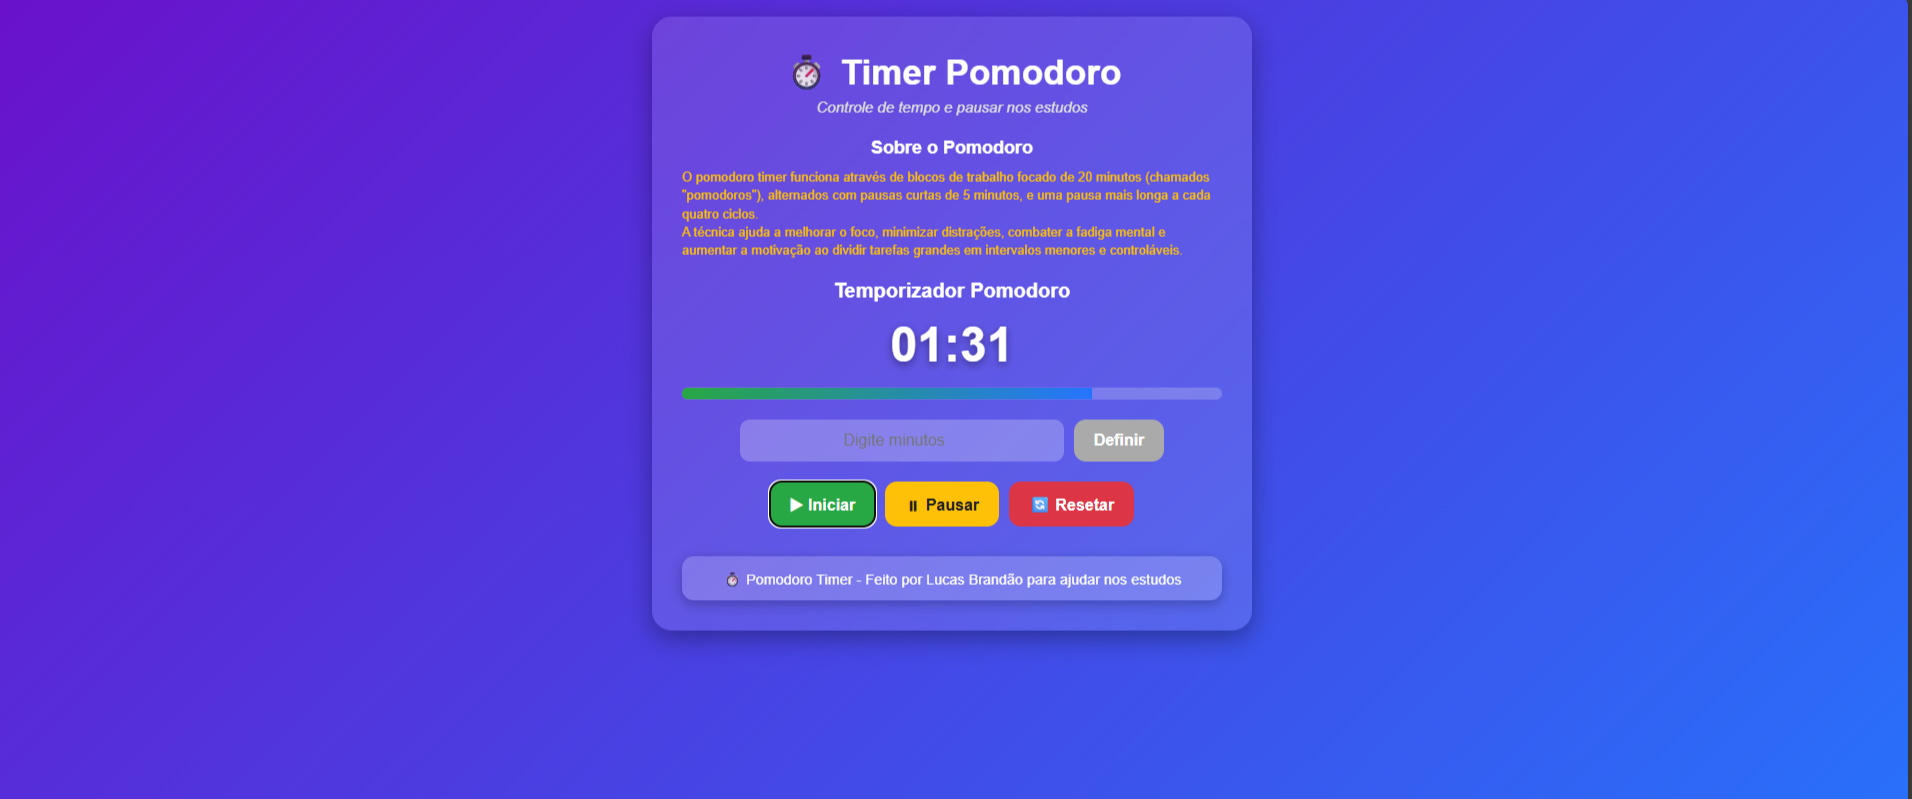 Timer Pomodoro
Controle de tempo e pausar nos estudos
Sobre o Pomodoro
O pomodoro timer funciona através de blocos de trabalho focado de 20 minutos (chamados
"pomodoros"), alternados com pausas curtas de 5 minutos, e uma pausa mais longa a cada
quatro ciclos.
A técnica ajuda a melhorar o foco, minimizar distrações, combater a fadiga mental e
aumentar a motivação ao dividir tarefas grandes em intervalos menores e controláveis.
Temporizador Pomodoro
01:31
Digite minutos
Definir
Iniciar
Pausar
Resetar
Pomodoro Timer - Feito por Lucas Brandão para ajudar nos estudos